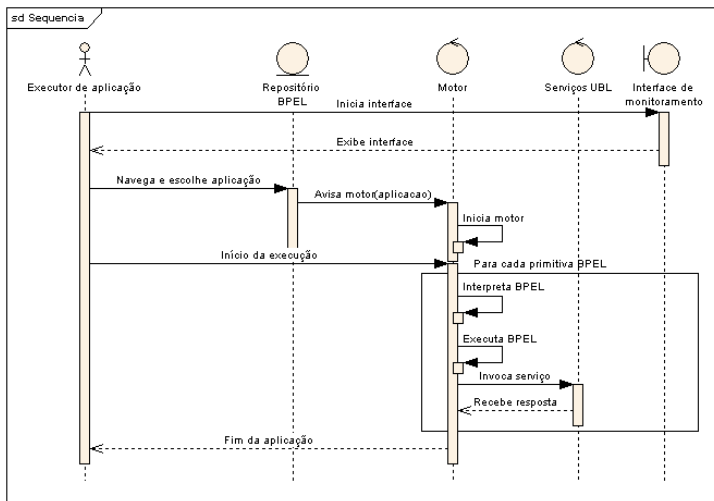 sd Sequencia
Executor de aplicação
Repositório
BPEL
Motor
Serviços UBL
Interface de
monitoramento
Inicia interface
Exibe interface
Navega e escolhe aplicação
Avisa motor(aplicacao)
Inicia motor
Início da execução
Para cada primitiva BPEL
Interpreta BPEL
Executa BPEL
Invoca serviço
Recebe resposta
Fim da aplicação